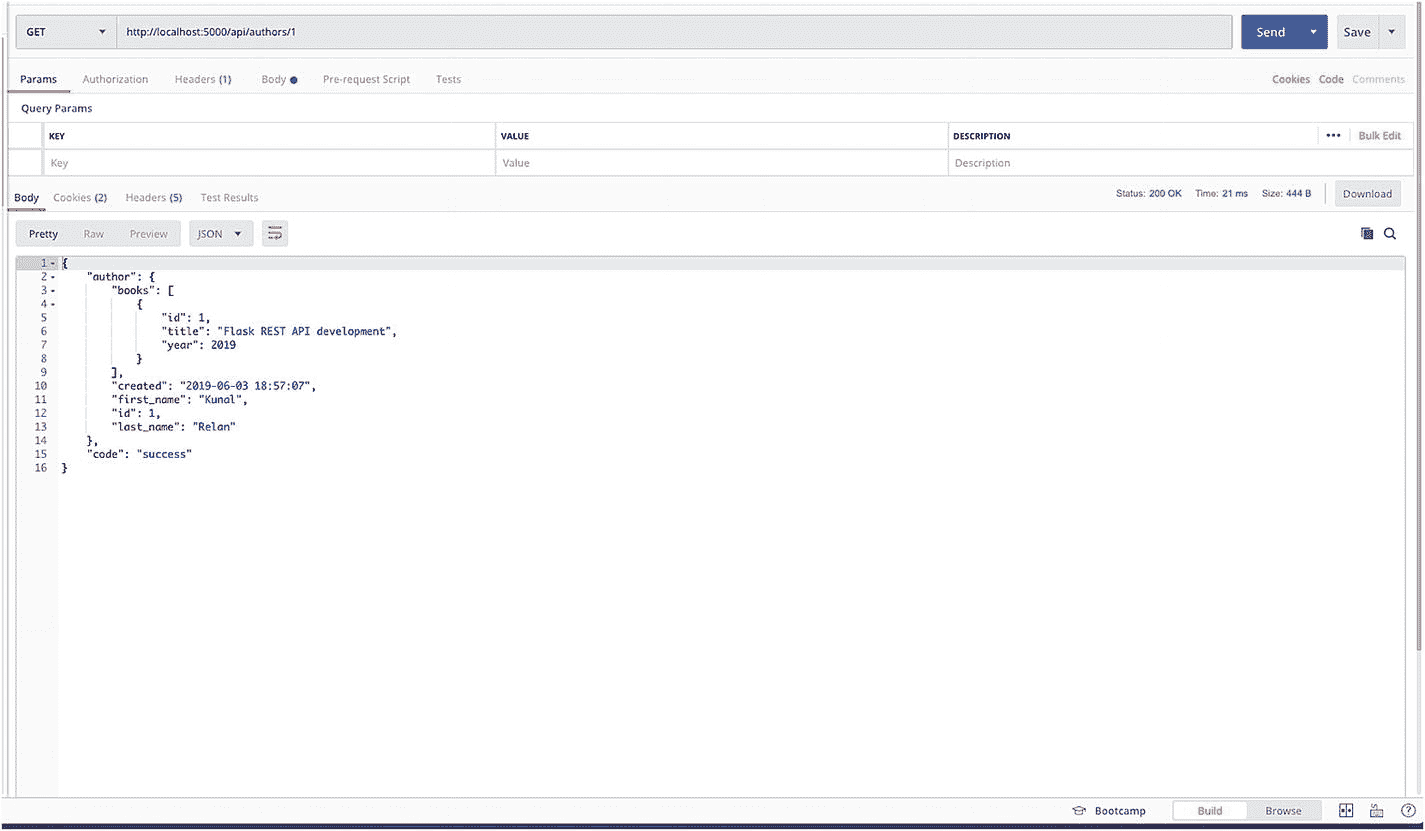 GET http://localhost:5000/api/authors/1 Send Save
Params Authorization Headers (1) Body Pre-request Script Tests Cookies Code Comments
Query Params
KEY VALUE DESCRIPTION ••• Bulk Edit
Key Value Description
Body Cookies (2) Headers (5) Test Results Status: 200 OK Time: 21 ms Size: 444 B Download
Pretty Raw Preview JSON
1 {
2 "author": {
3 "books": [
4 {
5 "id": 1,
6 "title": "Flask REST API development",
7 "year": 2019
8 }
9 ],
10 "created": "2019-06-03 18:57:07",
11 "first_name": "Kunal",
12 "id": 1,
13 "last_name": "Relan"
14 },
15 "code": "success"
16 }
Bootcamp Build Browse